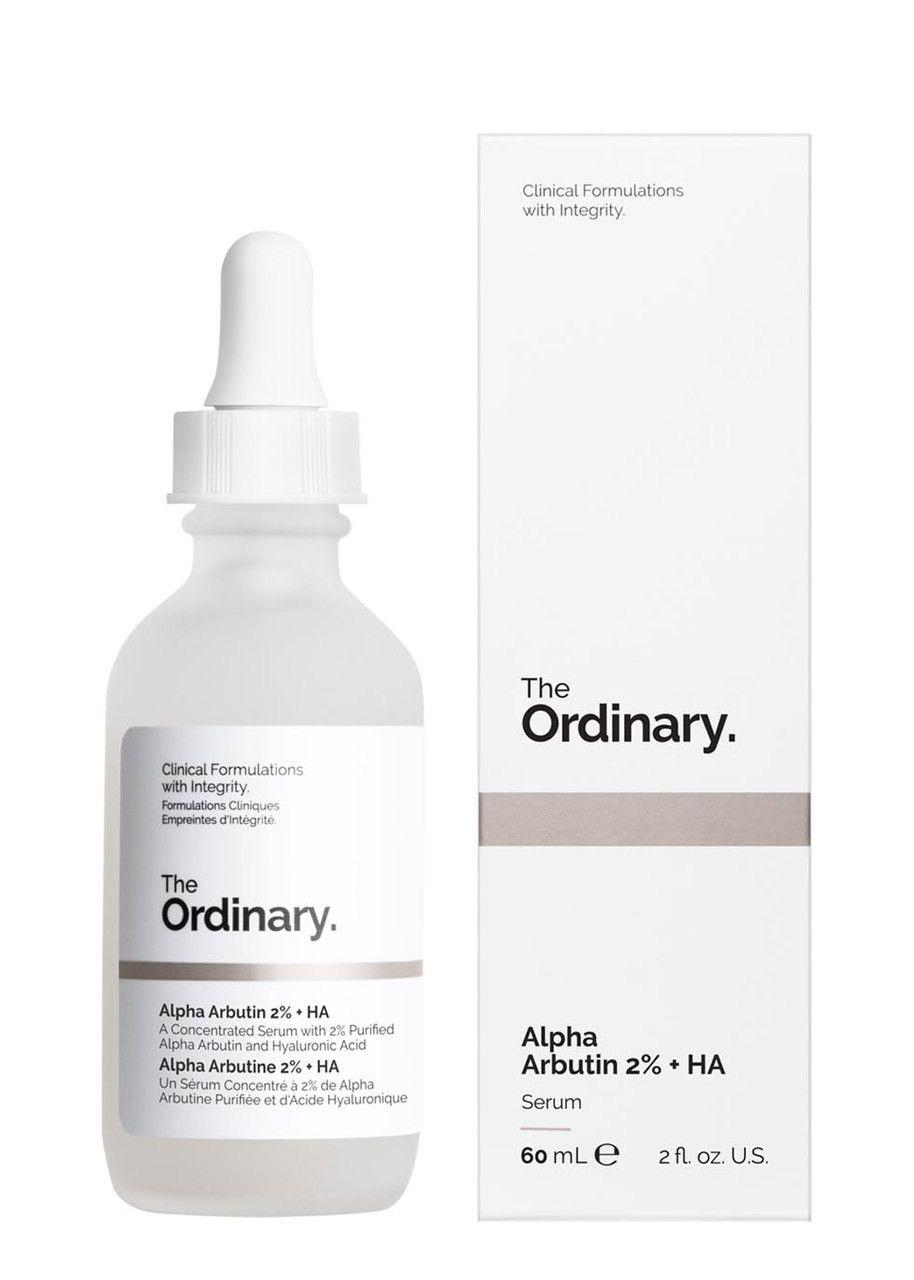 Clinical Formulations
with Integrity.
Formulations Cliniques
Empreintes d'Intégrité.
The
Ordinary.
Alpha Arbutin 2% + HA
A Concentrated Serum with 2% Purified
Alpha Arbutin and Hyaluronic Acid
Alpha Arbutine 2% + HA
Un Sérum Concentré à 2% de Alpha
Arbutine Purifiée et d'Acide Hyaluronique
Clinical Formulations
with Integrity.
The
Ordinary.
Alpha
Arbutin 2% + HA
Serum
60 mL ℮ 2 fl. oz. U.S.